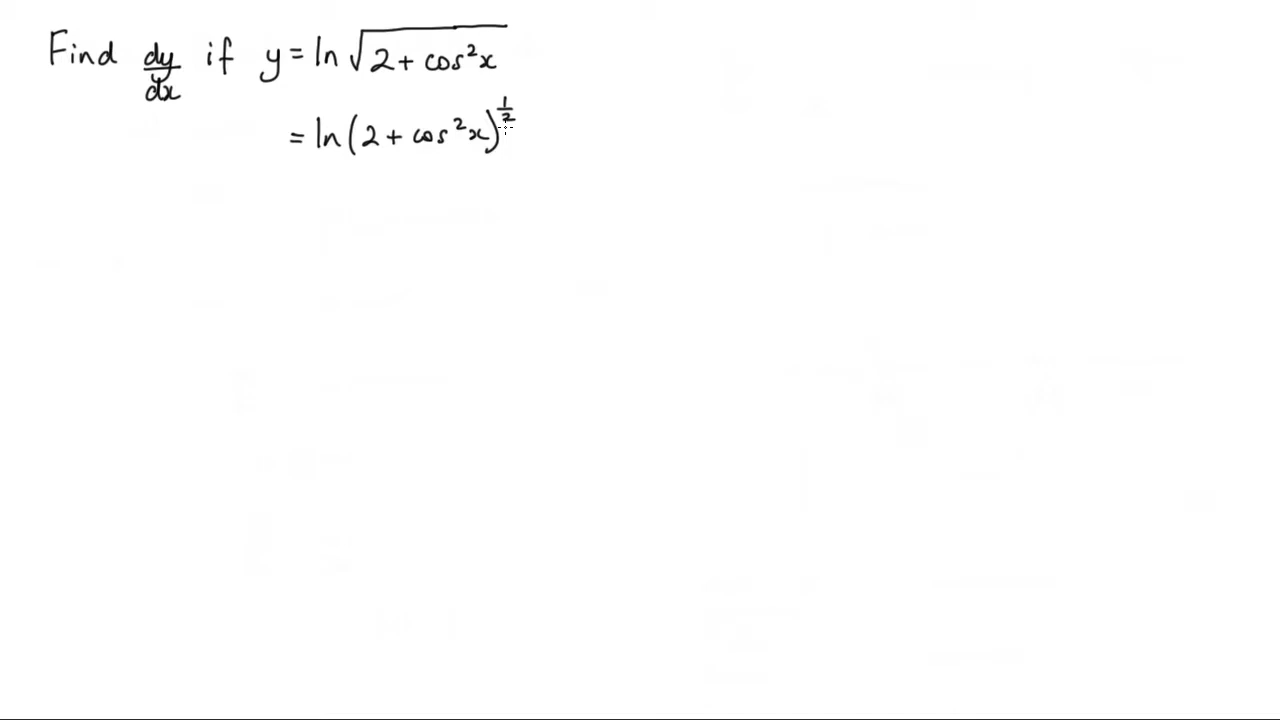 Find dy/dx if y = ln √(2 + cos²x)
= ln(2 + cos²x)^(1/2)